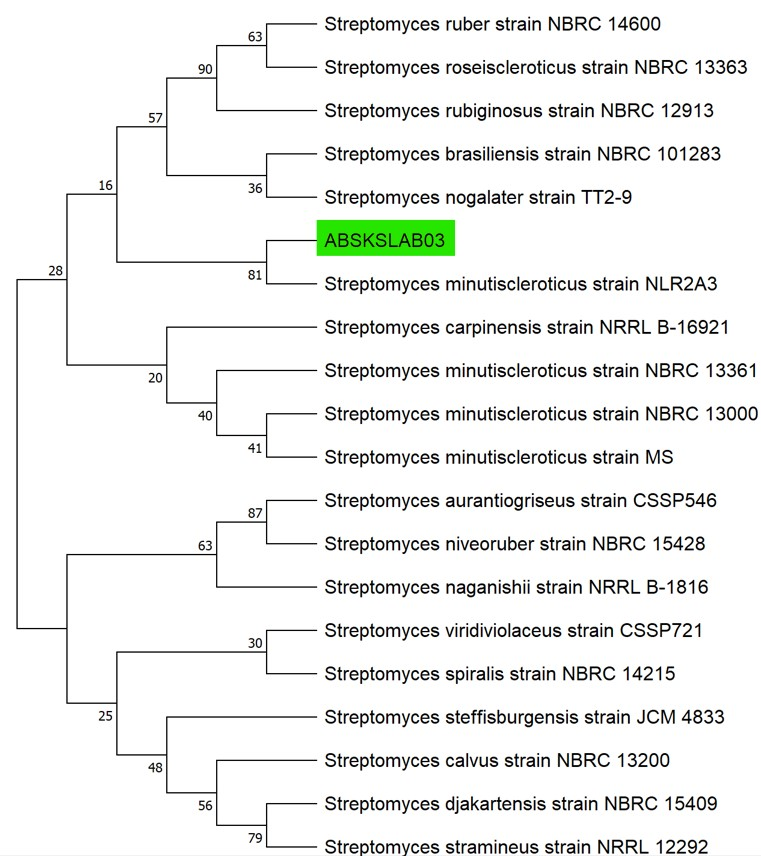 Streptomyces ruber strain NBRC 14600
63
Streptomyces roseiscleroticus strain NBRC 13363
90
Streptomyces rubiginosus strain NBRC 12913
57
Streptomyces brasiliensis strain NBRC 101283
16
36
Streptomyces nogalater strain TT2-9
ABSKSLAB03
28
81
Streptomyces minutiscleroticus strain NLR2A3
Streptomyces carpinensis strain NRRL B-16921
20
Streptomyces minutiscleroticus strain NBRC 13361
40
Streptomyces minutiscleroticus strain NBRC 13000
41
Streptomyces minutiscleroticus strain MS
Streptomyces aurantiogriseus strain CSSP546
87
Streptomyces niveoruber strain NBRC 15428
63
Streptomyces naganishii strain NRRL B-1816
Streptomyces viridiviolaceus strain CSSP721
30
Streptomyces spiralis strain NBRC 14215
25
Streptomyces steffisburgensis strain JCM 4833
48
Streptomyces calvus strain NBRC 13200
56
Streptomyces djakartensis strain NBRC 15409
79
Streptomyces stramineus strain NRRL 12292